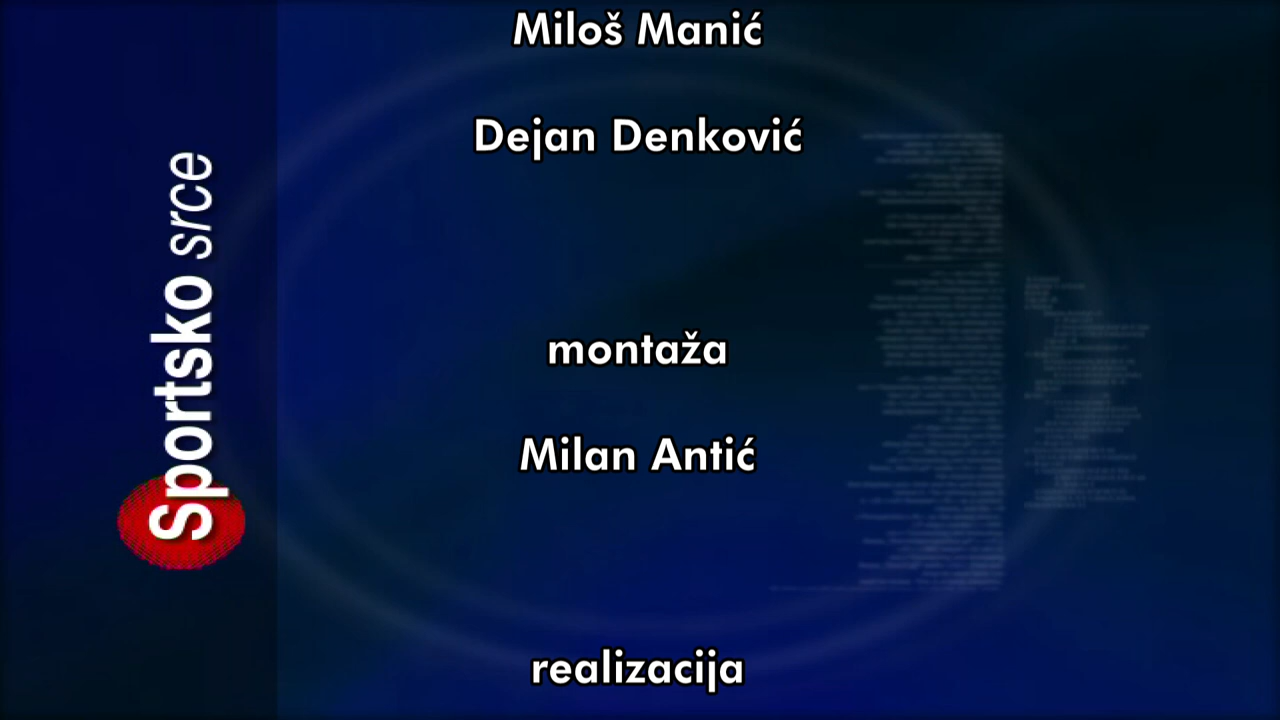 Sportsko srce
Miloš Manić
Dejan Denković
montaža
Milan Antić
realizacija